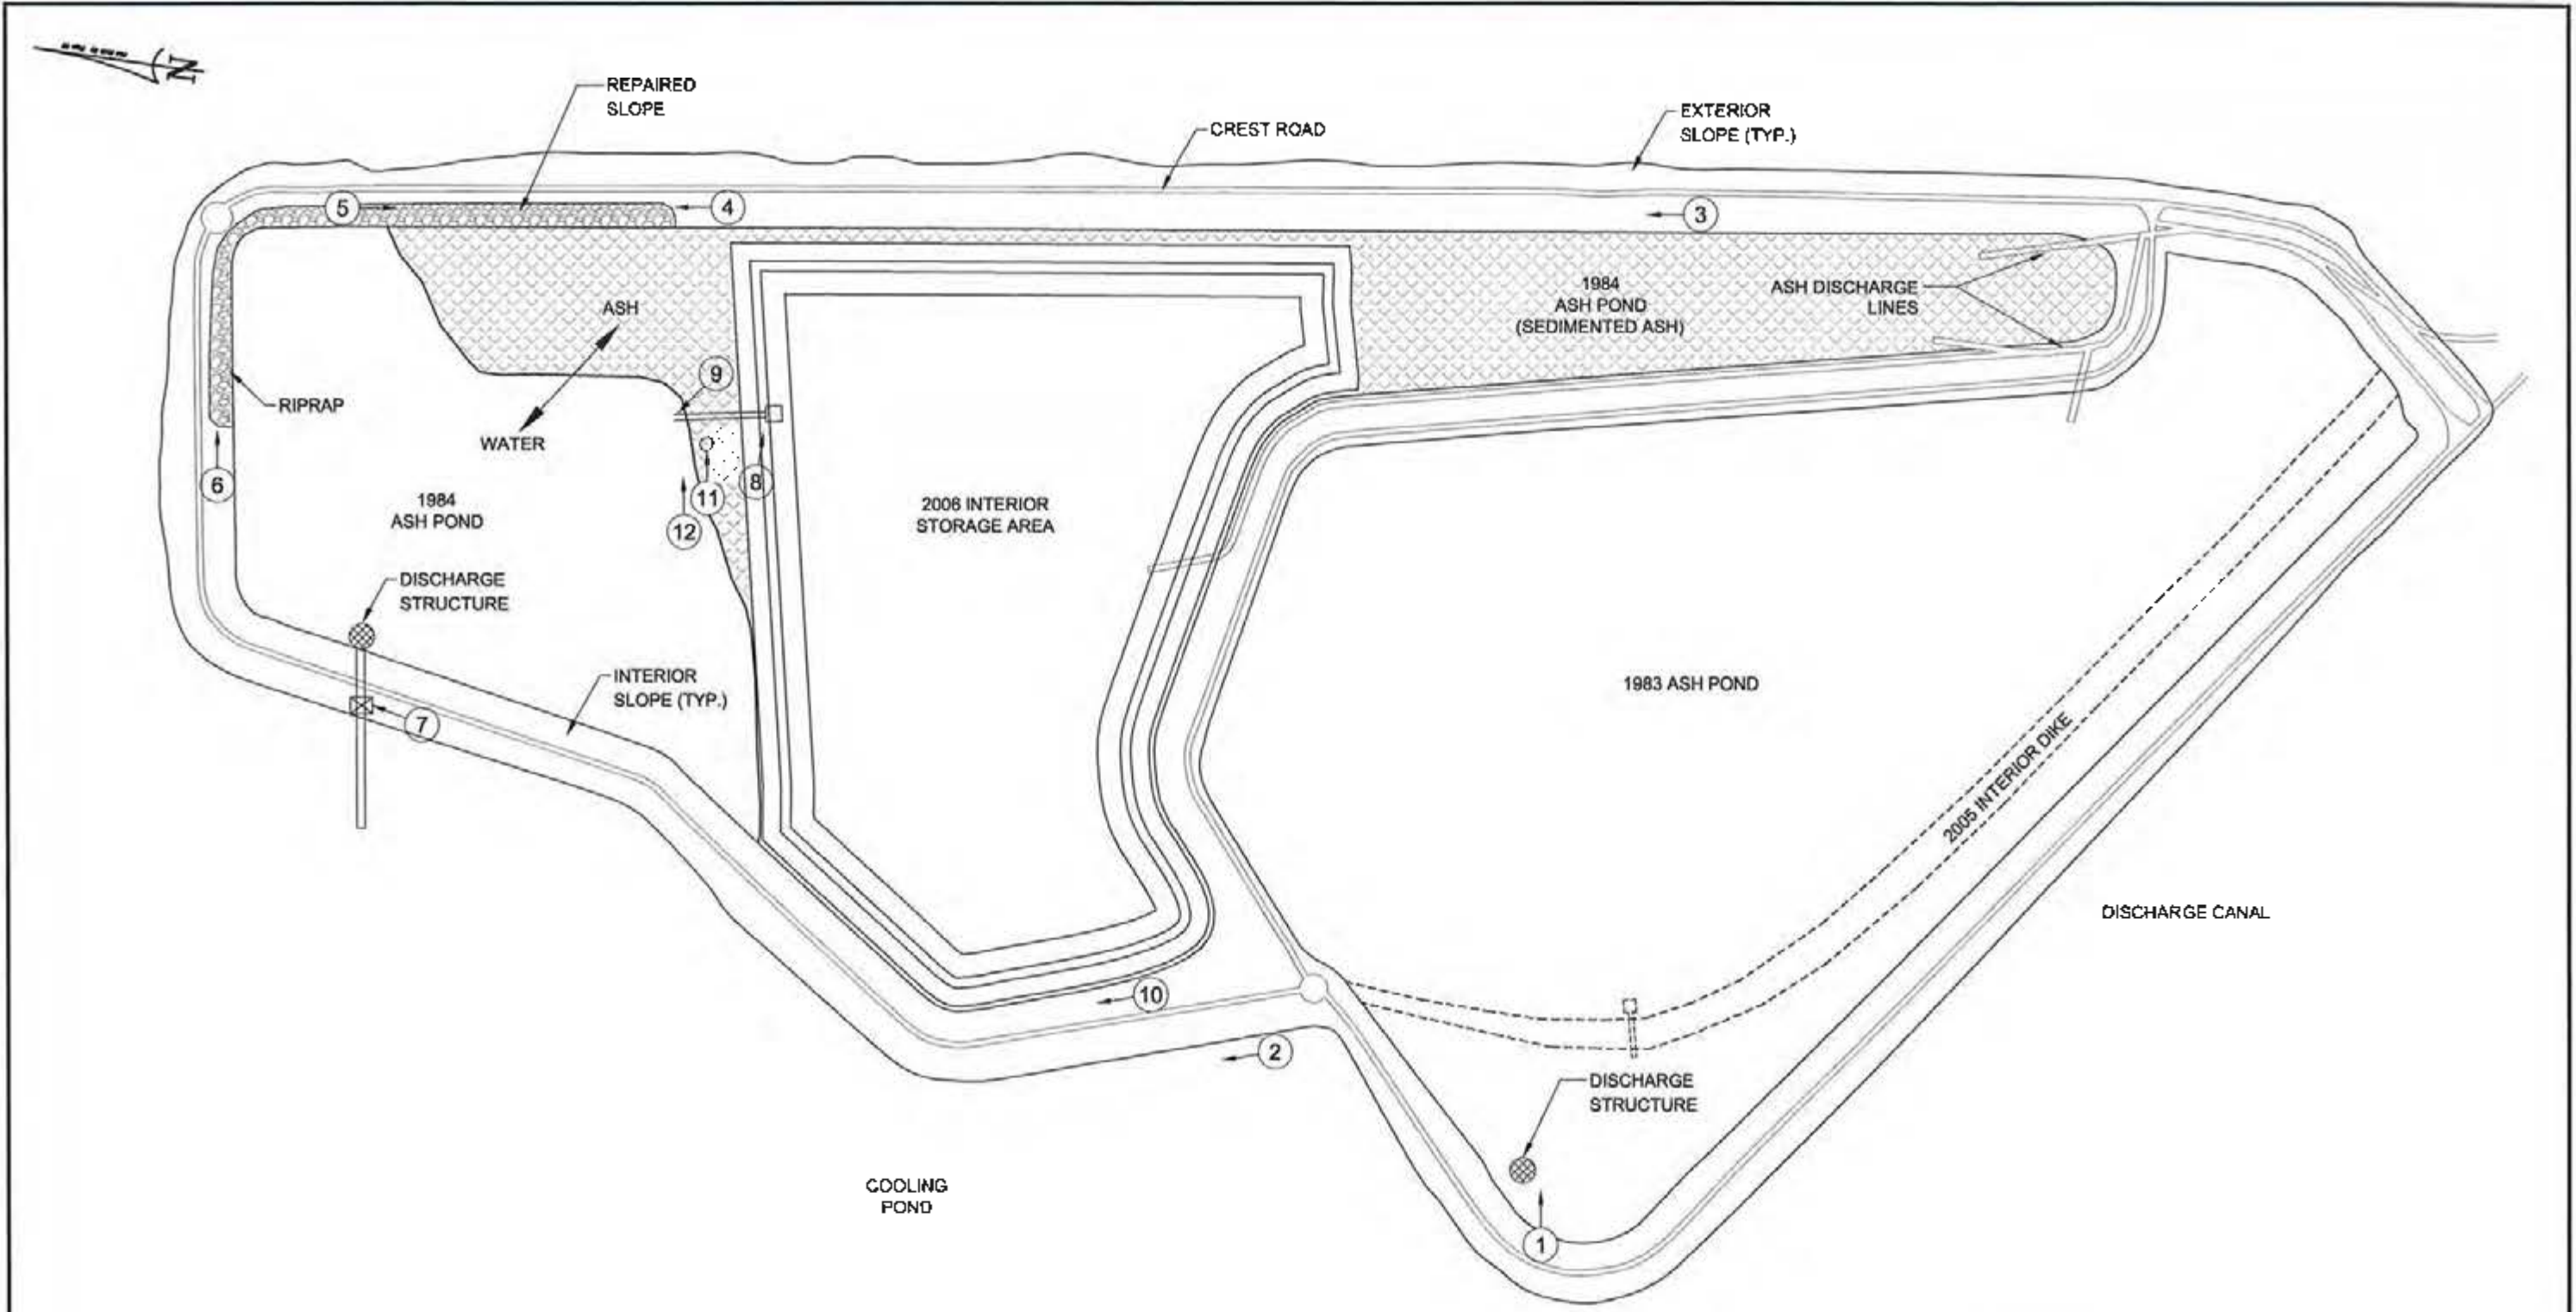 N
REPAIRED
SLOPE
CREST ROAD
EXTERIOR
SLOPE (TYP.)
5
4
3
ASH
1984
ASH POND
(SEDIMENTED ASH)
ASH DISCHARGE
LINES
9
RIPRAP
WATER
6
8
11
12
1984
ASH POND
2006 INTERIOR
STORAGE AREA
DISCHARGE
STRUCTURE
INTERIOR
SLOPE (TYP.)
7
1983 ASH POND
2005 INTERIOR DIKE
DISCHARGE CANAL
10
2
DISCHARGE
STRUCTURE
COOLING
POND
1